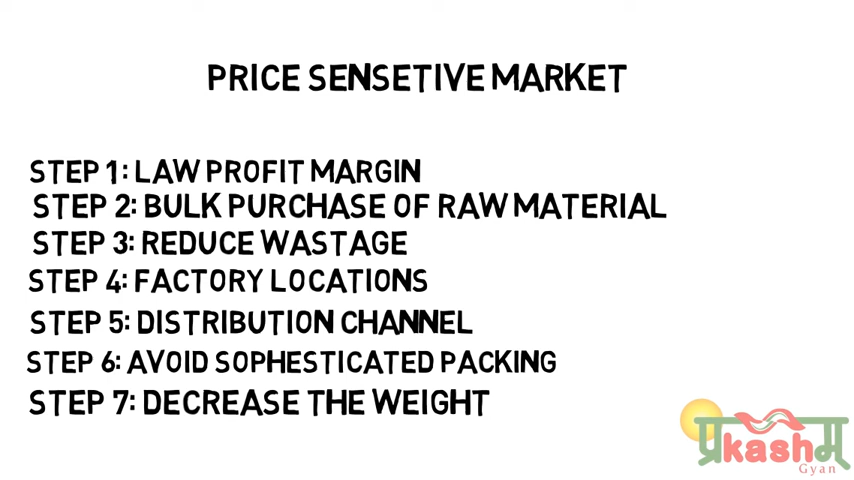 PRICE SENSETIVE MARKET
STEP 1: LAW PROFIT MARGIN
STEP 2: BULK PURCHASE OF RAW MATERIAL
STEP 3: REDUCE WASTAGE
STEP 4: FACTORY LOCATIONS
STEP 5: DISTRIBUTION CHANNEL
STEP 6: AVOID SOPHESTICATED PACKING
STEP 7: DECREASE THE WEIGHT
प्रkashम
Gyan